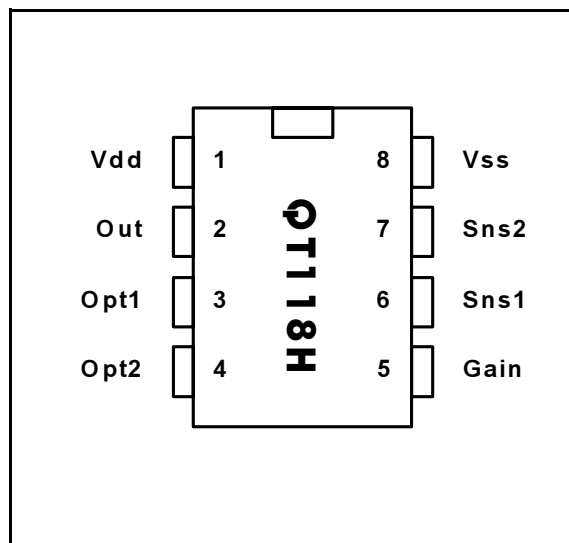 Vdd 1 8 Vss
Out 2 7 Sns2
Opt1 3 6 Sns1
Opt2 4 5 Gain
QT118H